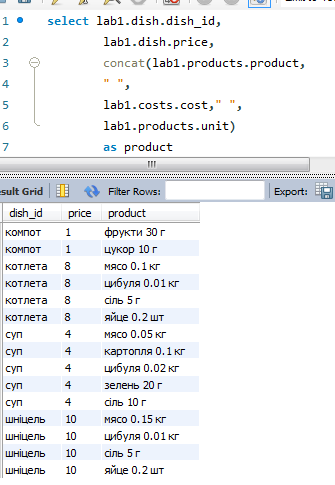 1 select lab1.dish.dish_id,
2 lab1.dish.price,
3 concat(lab1.products.product,
4 " ",
5 lab1.costs.cost," ",
6 lab1.products.unit)
7 as product
esult Grid Filter Rows: Export:
dish_id price product
компот 1 фрукти 30 г
компот 1 цукор 10 г
котлета 8 мясо 0.1 кг
котлета 8 цибуля 0.01 кг
котлета 8 сіль 5 г
котлета 8 яйце 0.2 шт
суп 4 мясо 0.05 кг
суп 4 картопля 0.1 кг
суп 4 цибуля 0.02 кг
суп 4 зелень 20 г
суп 4 сіль 10 г
шніцель 10 мясо 0.15 кг
шніцель 10 цибуля 0.01 кг
шніцель 10 сіль 5 г
шніцель 10 яйце 0.2 шт